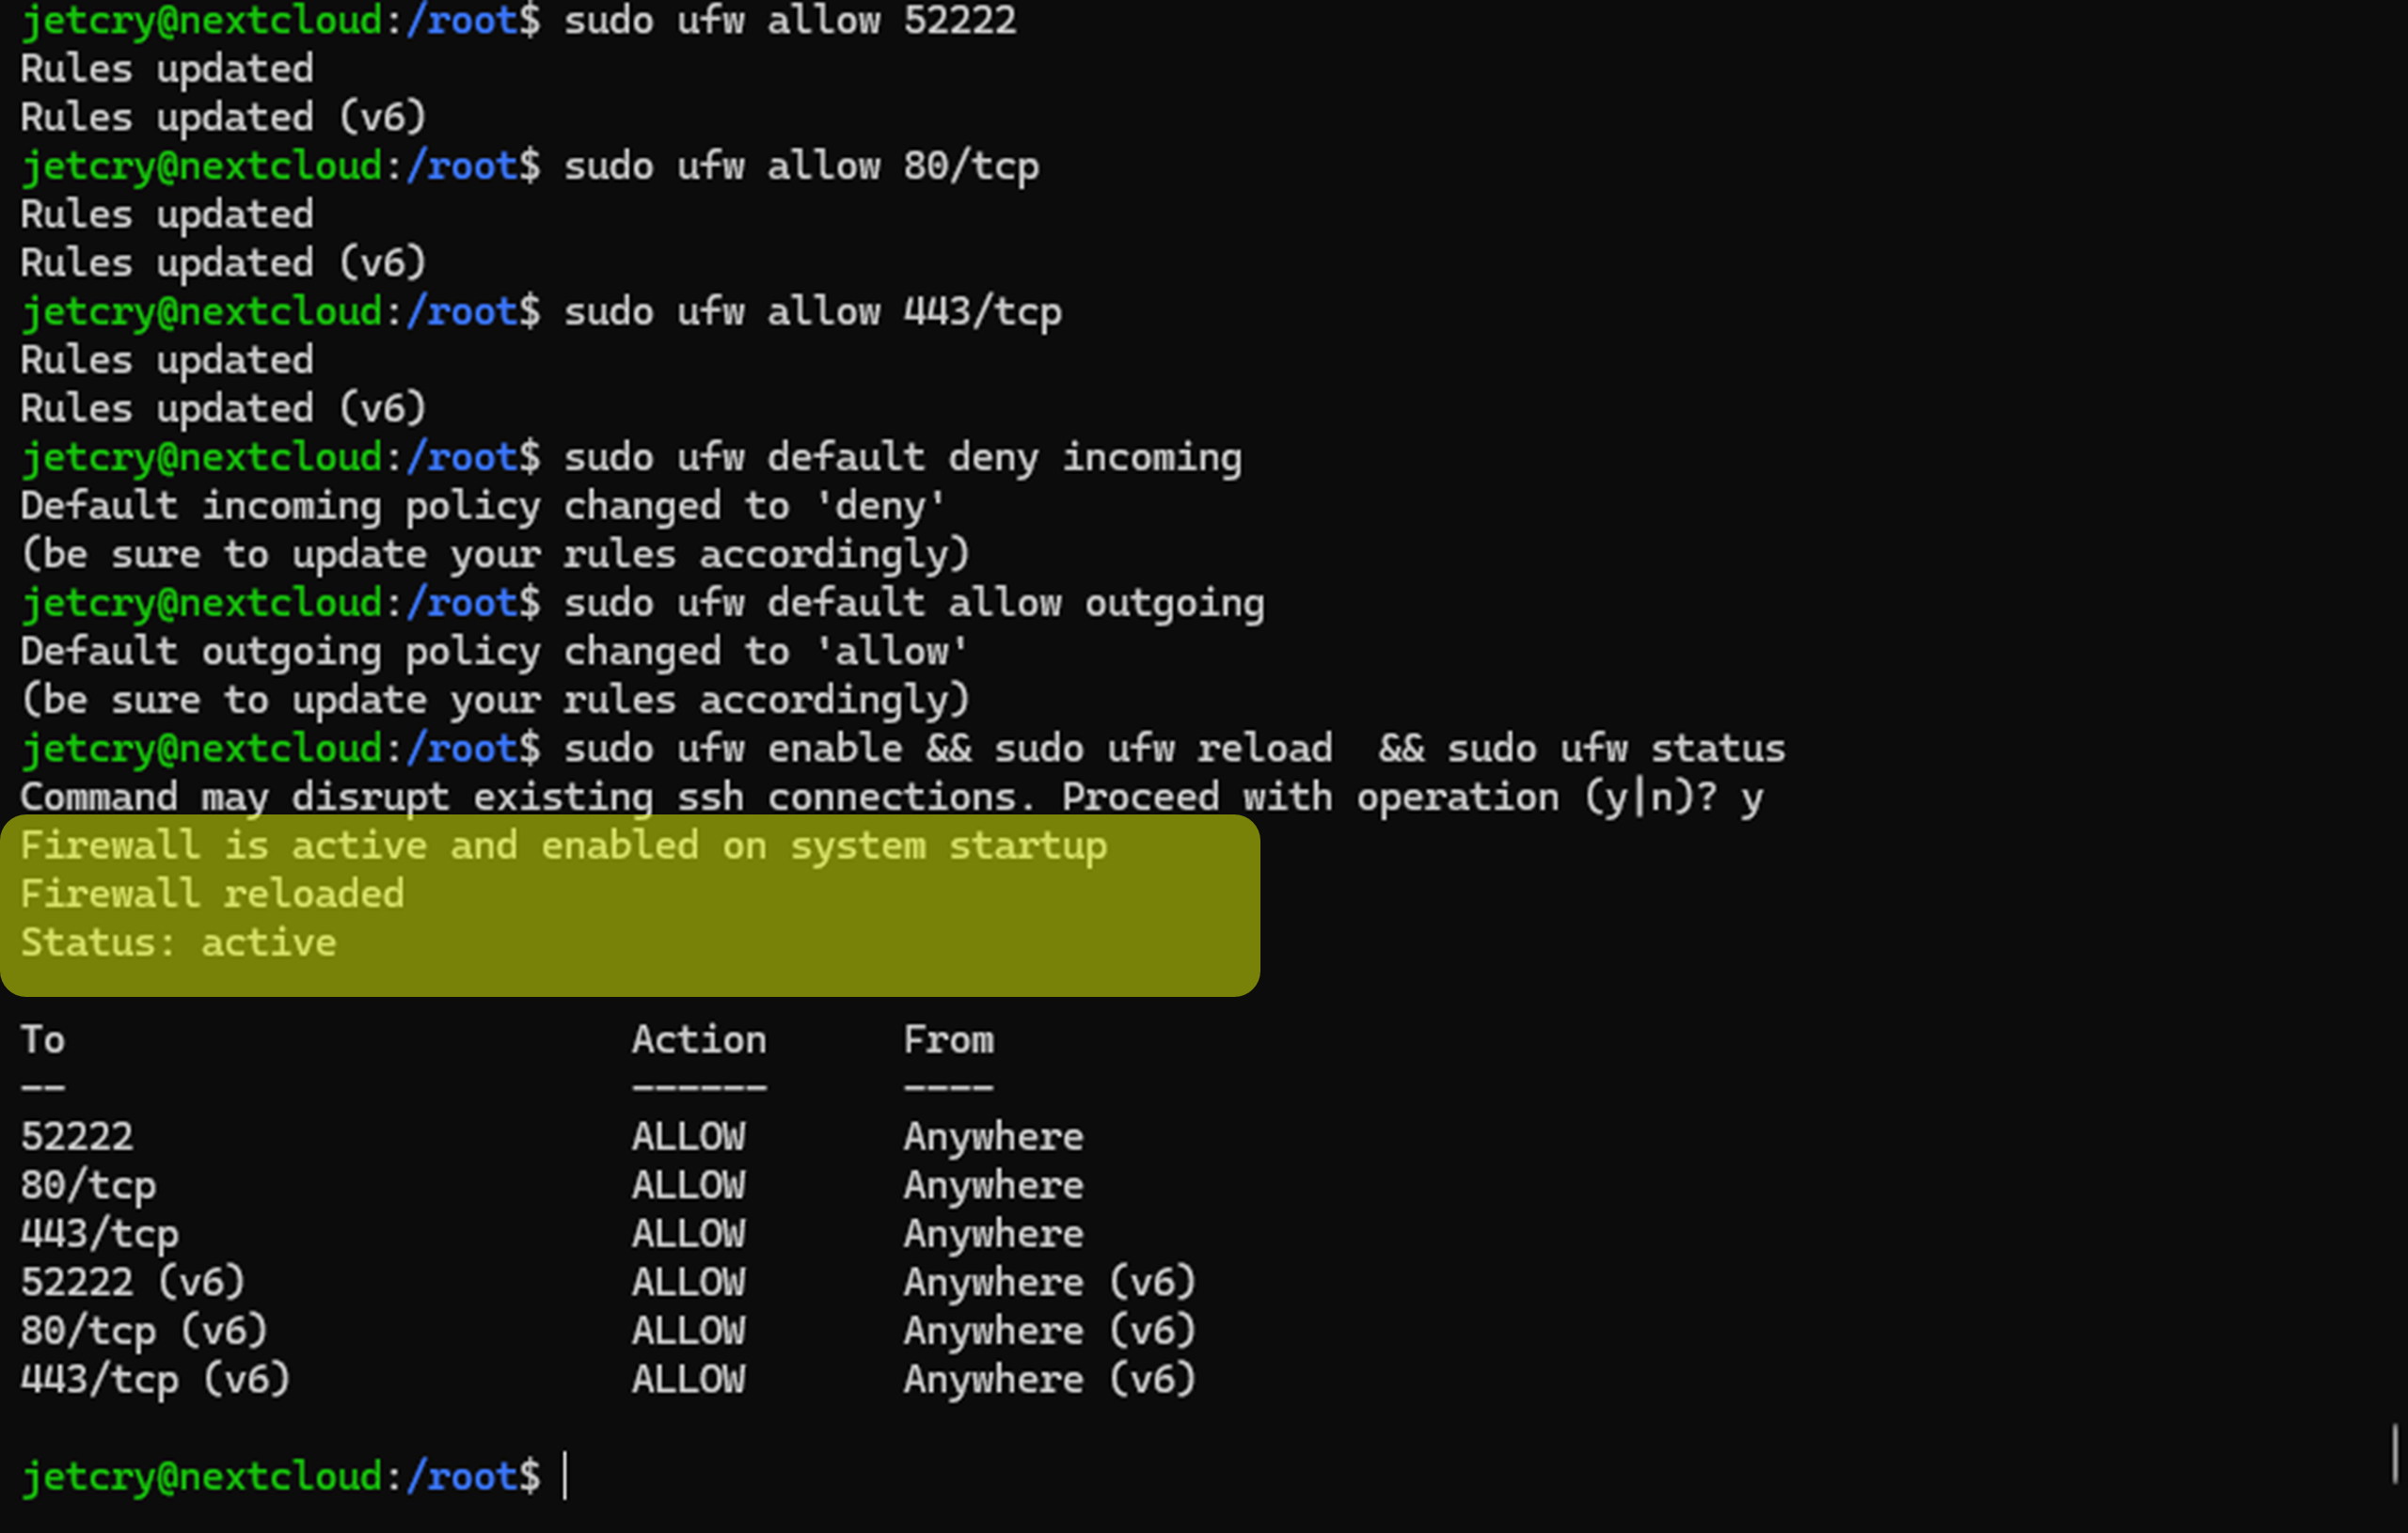 jetcry@nextcloud:/root$ sudo ufw allow 52222
Rules updated
Rules updated (v6)
jetcry@nextcloud:/root$ sudo ufw allow 80/tcp
Rules updated
Rules updated (v6)
jetcry@nextcloud:/root$ sudo ufw allow 443/tcp
Rules updated
Rules updated (v6)
jetcry@nextcloud:/root$ sudo ufw default deny incoming
Default incoming policy changed to 'deny'
(be sure to update your rules accordingly)
jetcry@nextcloud:/root$ sudo ufw default allow outgoing
Default outgoing policy changed to 'allow'
(be sure to update your rules accordingly)
jetcry@nextcloud:/root$ sudo ufw enable && sudo ufw reload  && sudo ufw status
Command may disrupt existing ssh connections. Proceed with operation (y|n)? y
Firewall is active and enabled on system startup
Firewall reloaded
Status: active
To                         Action      From
--                         ------      ----
52222                      ALLOW       Anywhere
80/tcp                     ALLOW       Anywhere
443/tcp                    ALLOW       Anywhere
52222 (v6)                 ALLOW       Anywhere (v6)
80/tcp (v6)                ALLOW       Anywhere (v6)
443/tcp (v6)               ALLOW       Anywhere (v6)
jetcry@nextcloud:/root$